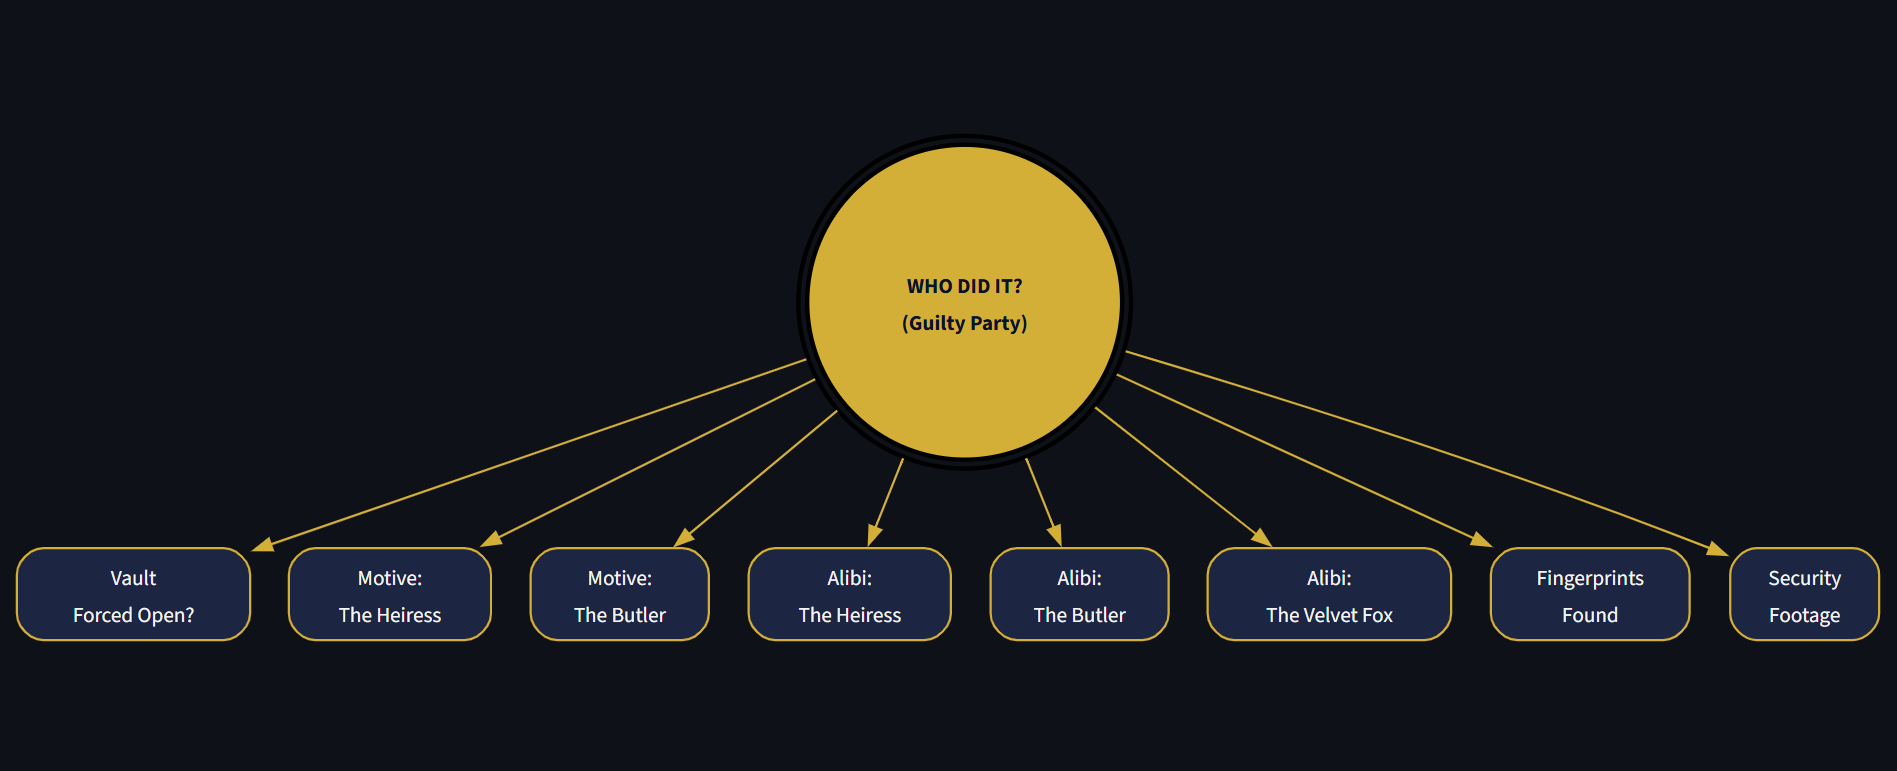 WHO DID IT?
(Guilty Party)
Vault
Forced Open?
Motive:
The Heiress
Motive:
The Butler
Alibi:
The Heiress
Alibi:
The Butler
Alibi:
The Velvet Fox
Fingerprints
Found
Security
Footage